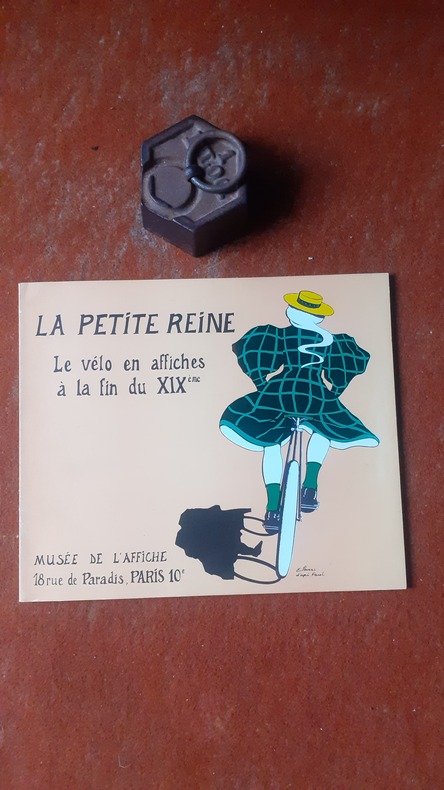 LA PETITE REINE
Le vélo en affiches
à la fin du XIXème
MUSÉE DE L'AFFICHE
18 rue de Paradis, PARIS 10e